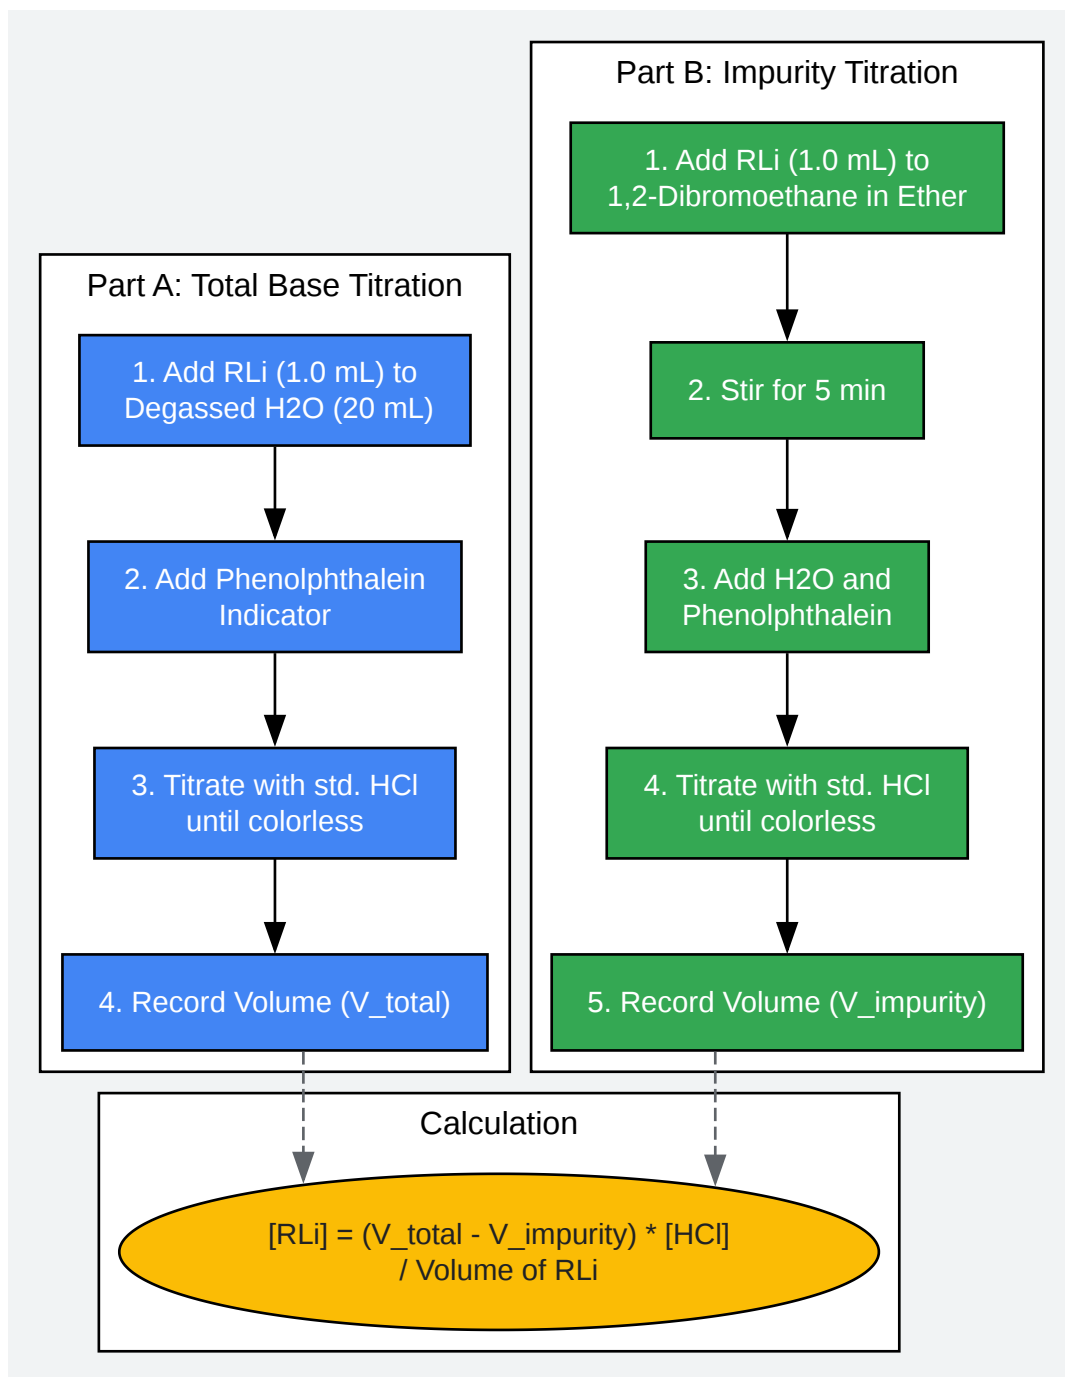 Part A: Total Base Titration
1. Add RLi (1.0 mL) to
Degassed H2O (20 mL)
2. Add Phenolphthalein
Indicator
3. Titrate with std. HCl
until colorless
4. Record Volume (V_total)
Part B: Impurity Titration
1. Add RLi (1.0 mL) to
1,2-Dibromoethane in Ether
2. Stir for 5 min
3. Add H2O and
Phenolphthalein
4. Titrate with std. HCl
until colorless
5. Record Volume (V_impurity)
Calculation
[RLi] = (V_total - V_impurity) * [HCl]
/ Volume of RLi